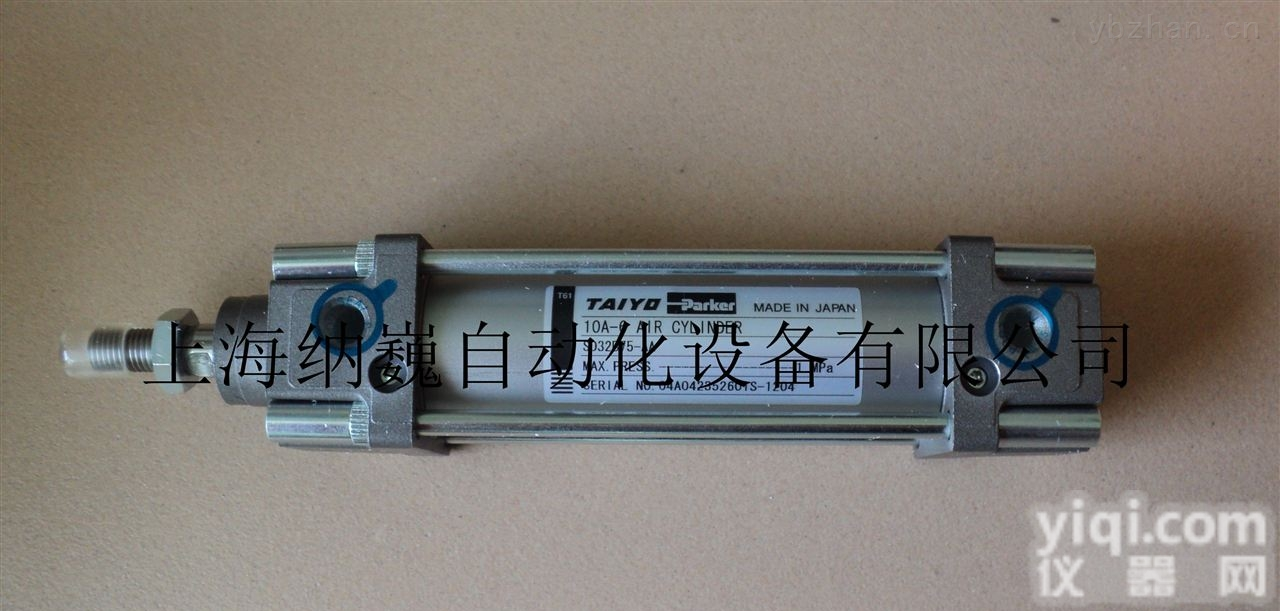 ybzhan.cn
T61
TAIYO Parker MADE IN JAPAN
AIR CYLINDER
MAX.PRESS. MPa
SERIAL NO.
上海纳巍自动化设备有限公司
yiqi.com
仪器网